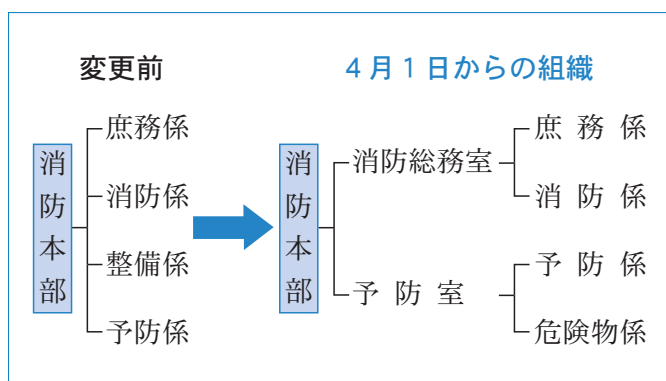 変更前
消防本部
庶務係
消防係
整備係
予防係
4月1日からの組織
消防本部
消防総務室
庶務係
消防係
予防室
予防係
危険物係